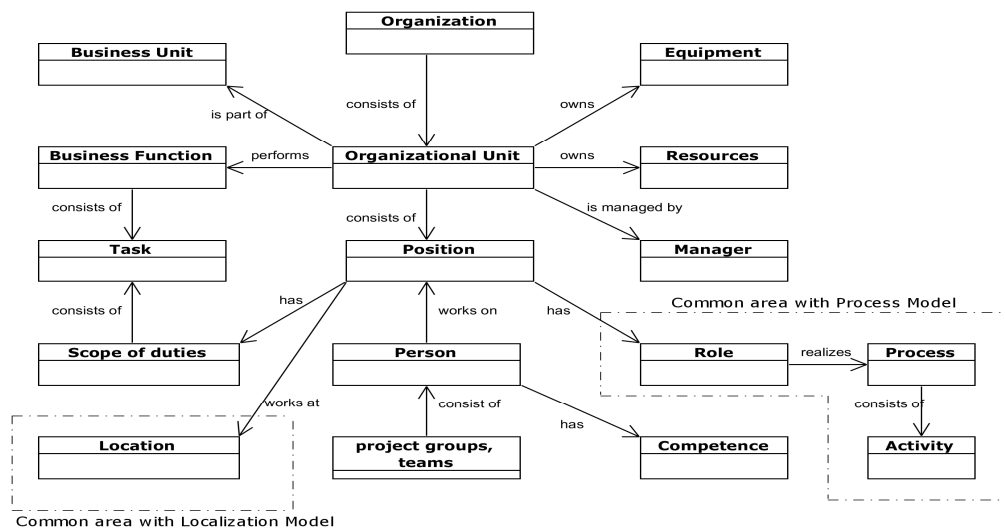 Organization
Business Unit
Equipment
consists of
owns
is part of
Business Function
performs
Organizational Unit
owns
Resources
consists of
consists of
is managed by
Task
Position
Manager
Common area with Process Model
consists of
has
works on
has
Scope of duties
Person
Role
realizes
Process
works at
consist of
has
consists of
Location
project groups,
teams
Competence
Activity
Common area with Localization Model